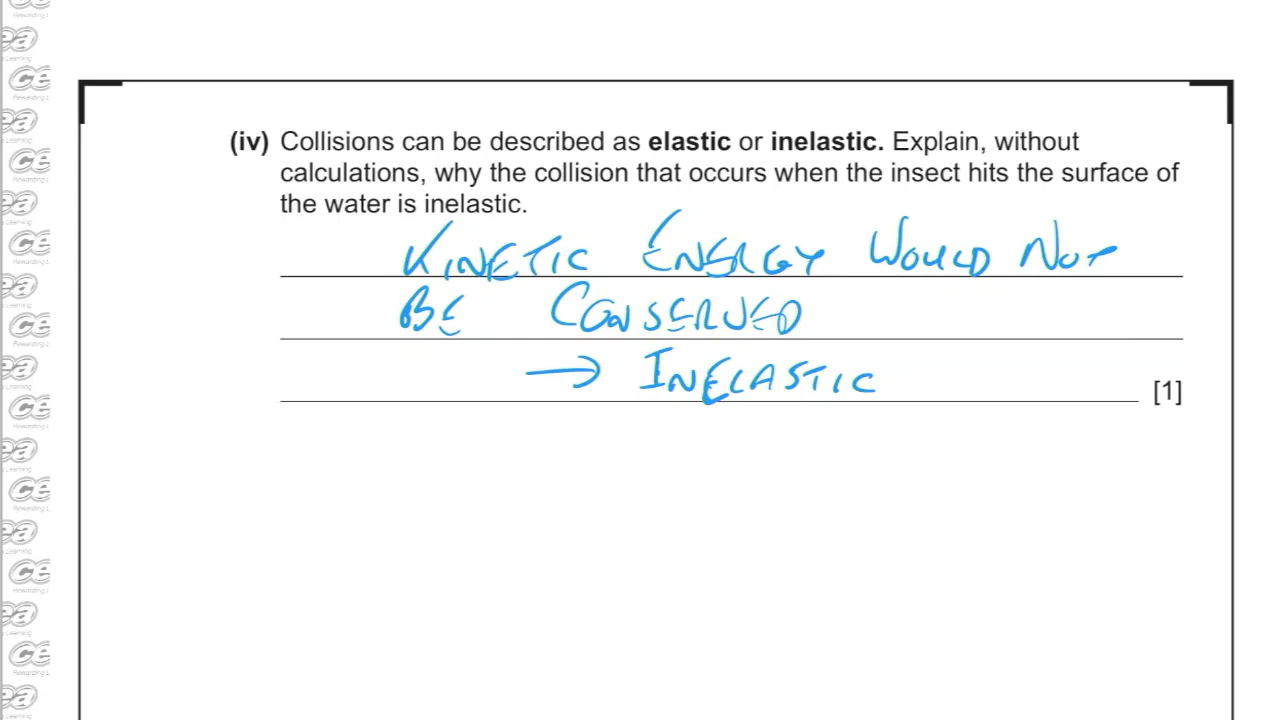 (iv) Collisions can be described as elastic or inelastic. Explain, without
calculations, why the collision that occurs when the insect hits the surface of
the water is inelastic.
KINETIC ENERGY WOULD NOT
BE CONSERVED
→ INELASTIC
[1]